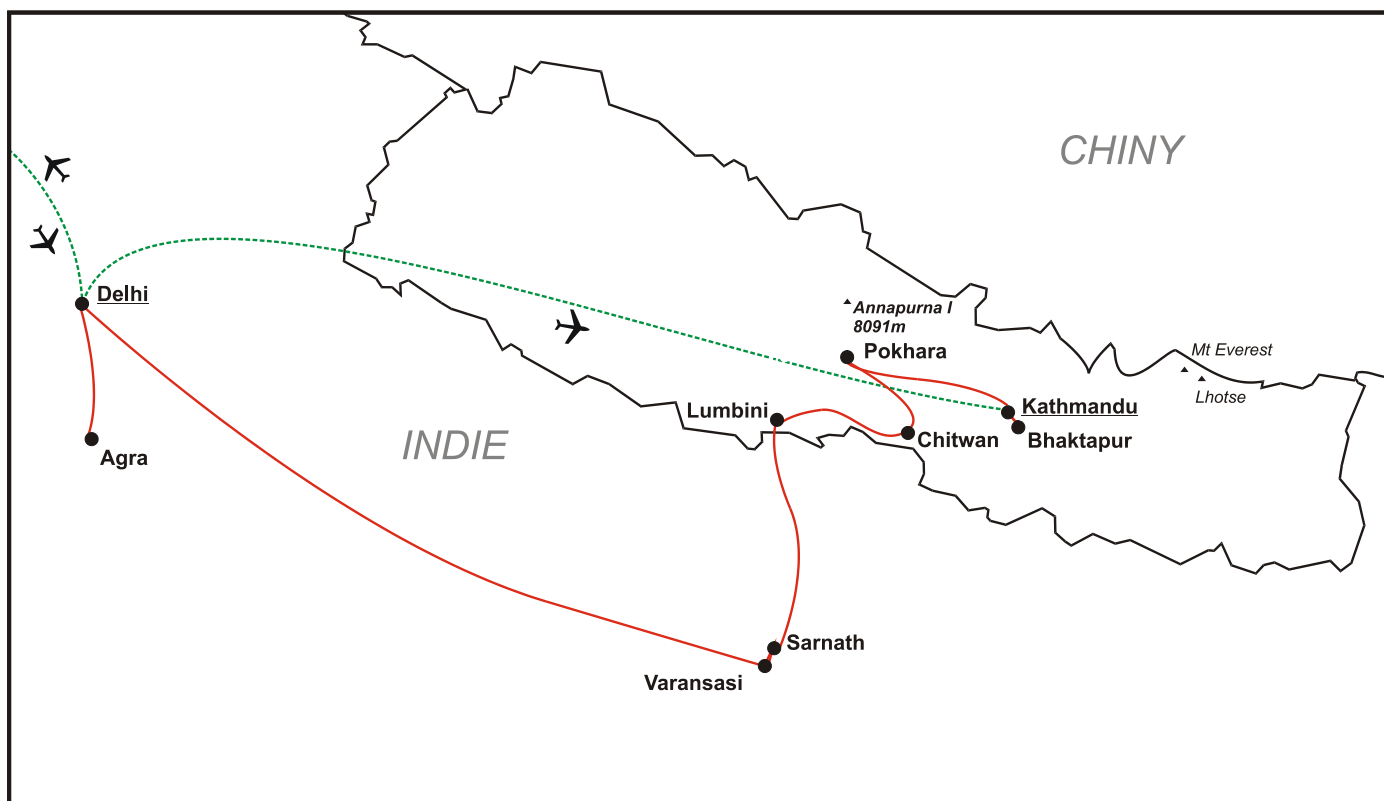 CHINY
Delhi
Annapurna I
8091m
Pokhara
Mt Everest
Lhotse
Lumbini
Kathmandu
Chitwan
Bhaktapur
INDIE
Agra
Sarnath
Varansasi